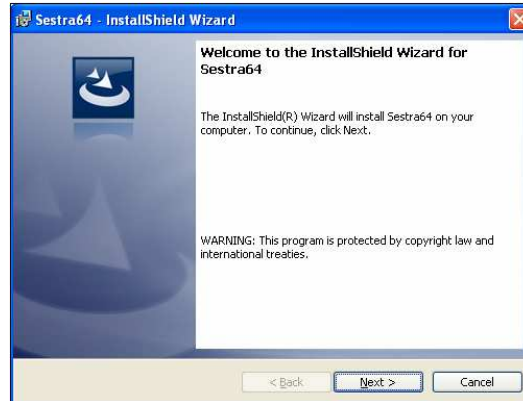 Sestra64 - InstallShield Wizard
Welcome to the InstallShield Wizard for
Sestra64
The InstallShield(R) Wizard will install Sestra64 on your
computer. To continue, click Next.
WARNING: This program is protected by copyright law and
international treaties.
< Back
Next >
Cancel